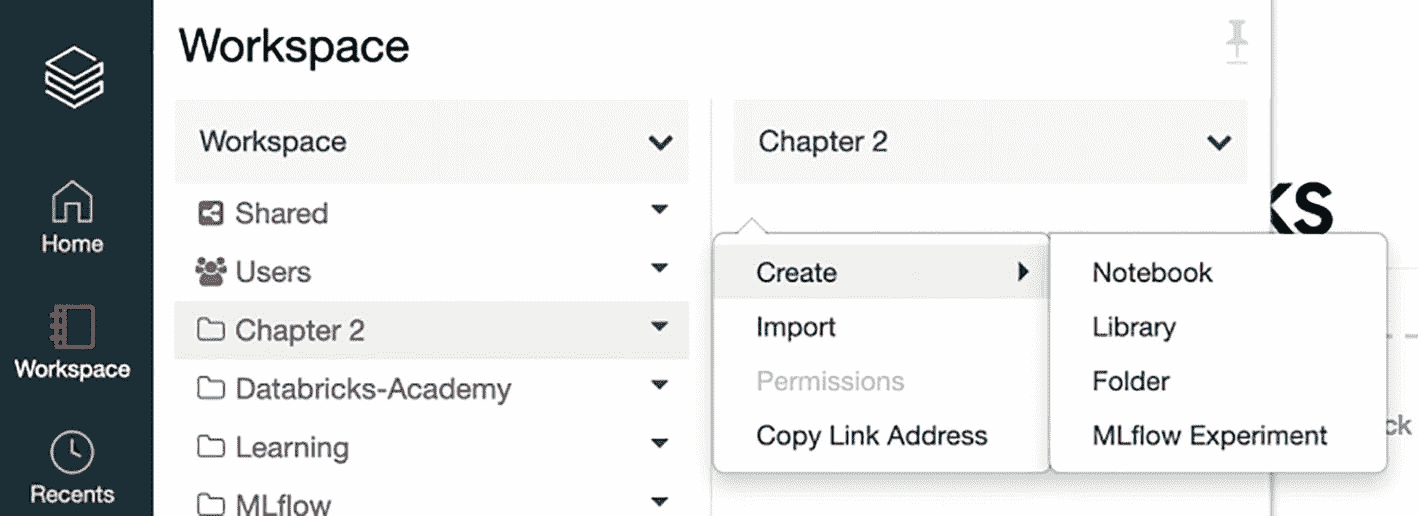 Workspace
Home
Workspace
Recents
Workspace
Shared
Users
Chapter 2
Databricks-Academy
Learning
MLflow
Chapter 2
Create
Import
Permissions
Copy Link Address
Notebook
Library
Folder
MLflow Experiment
ks
ck